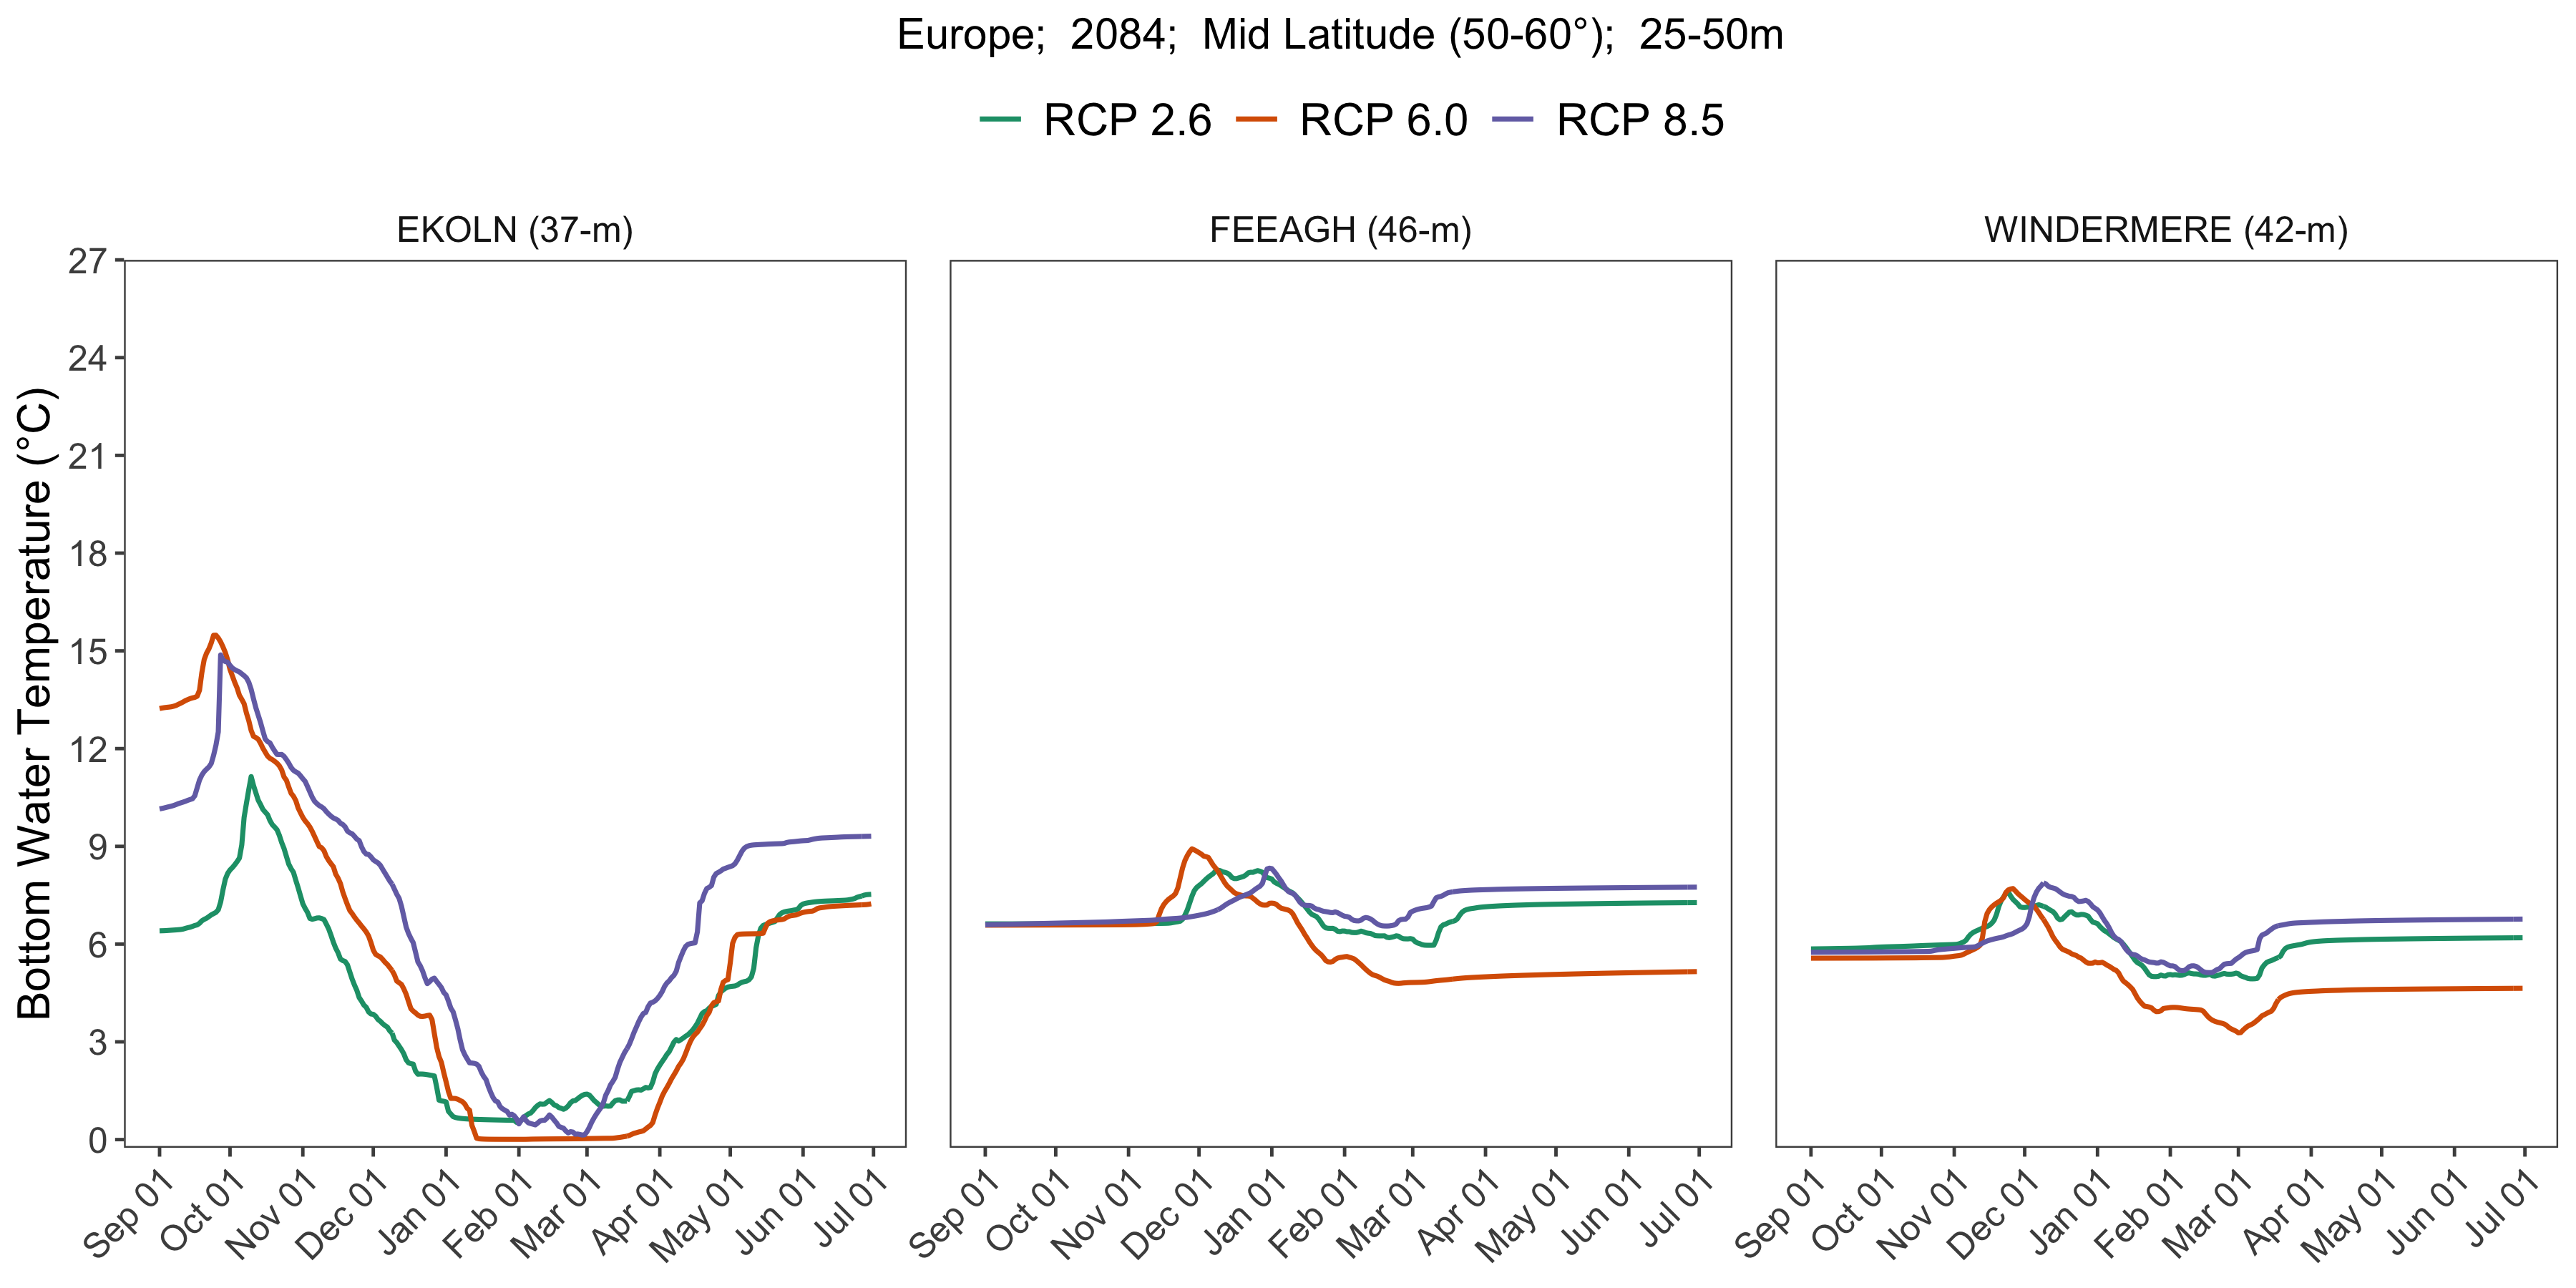 Europe;  2084;  Mid Latitude (50-60°);  25-50m
RCP 2.6 RCP 6.0 RCP 8.5
EKOLN (37-m) FEEAGH (46-m) WINDERMERE (42-m)
Bottom Water Temperature (°C)
27
24
21
18
15
12
9
6
3
0
Sep 01 Oct 01 Nov 01 Dec 01 Jan 01 Feb 01 Mar 01 Apr 01 May 01 Jun 01 Jul 01 Sep 01 Oct 01 Nov 01 Dec 01 Jan 01 Feb 01 Mar 01 Apr 01 May 01 Jun 01 Jul 01 Sep 01 Oct 01 Nov 01 Dec 01 Jan 01 Feb 01 Mar 01 Apr 01 May 01 Jun 01 Jul 01